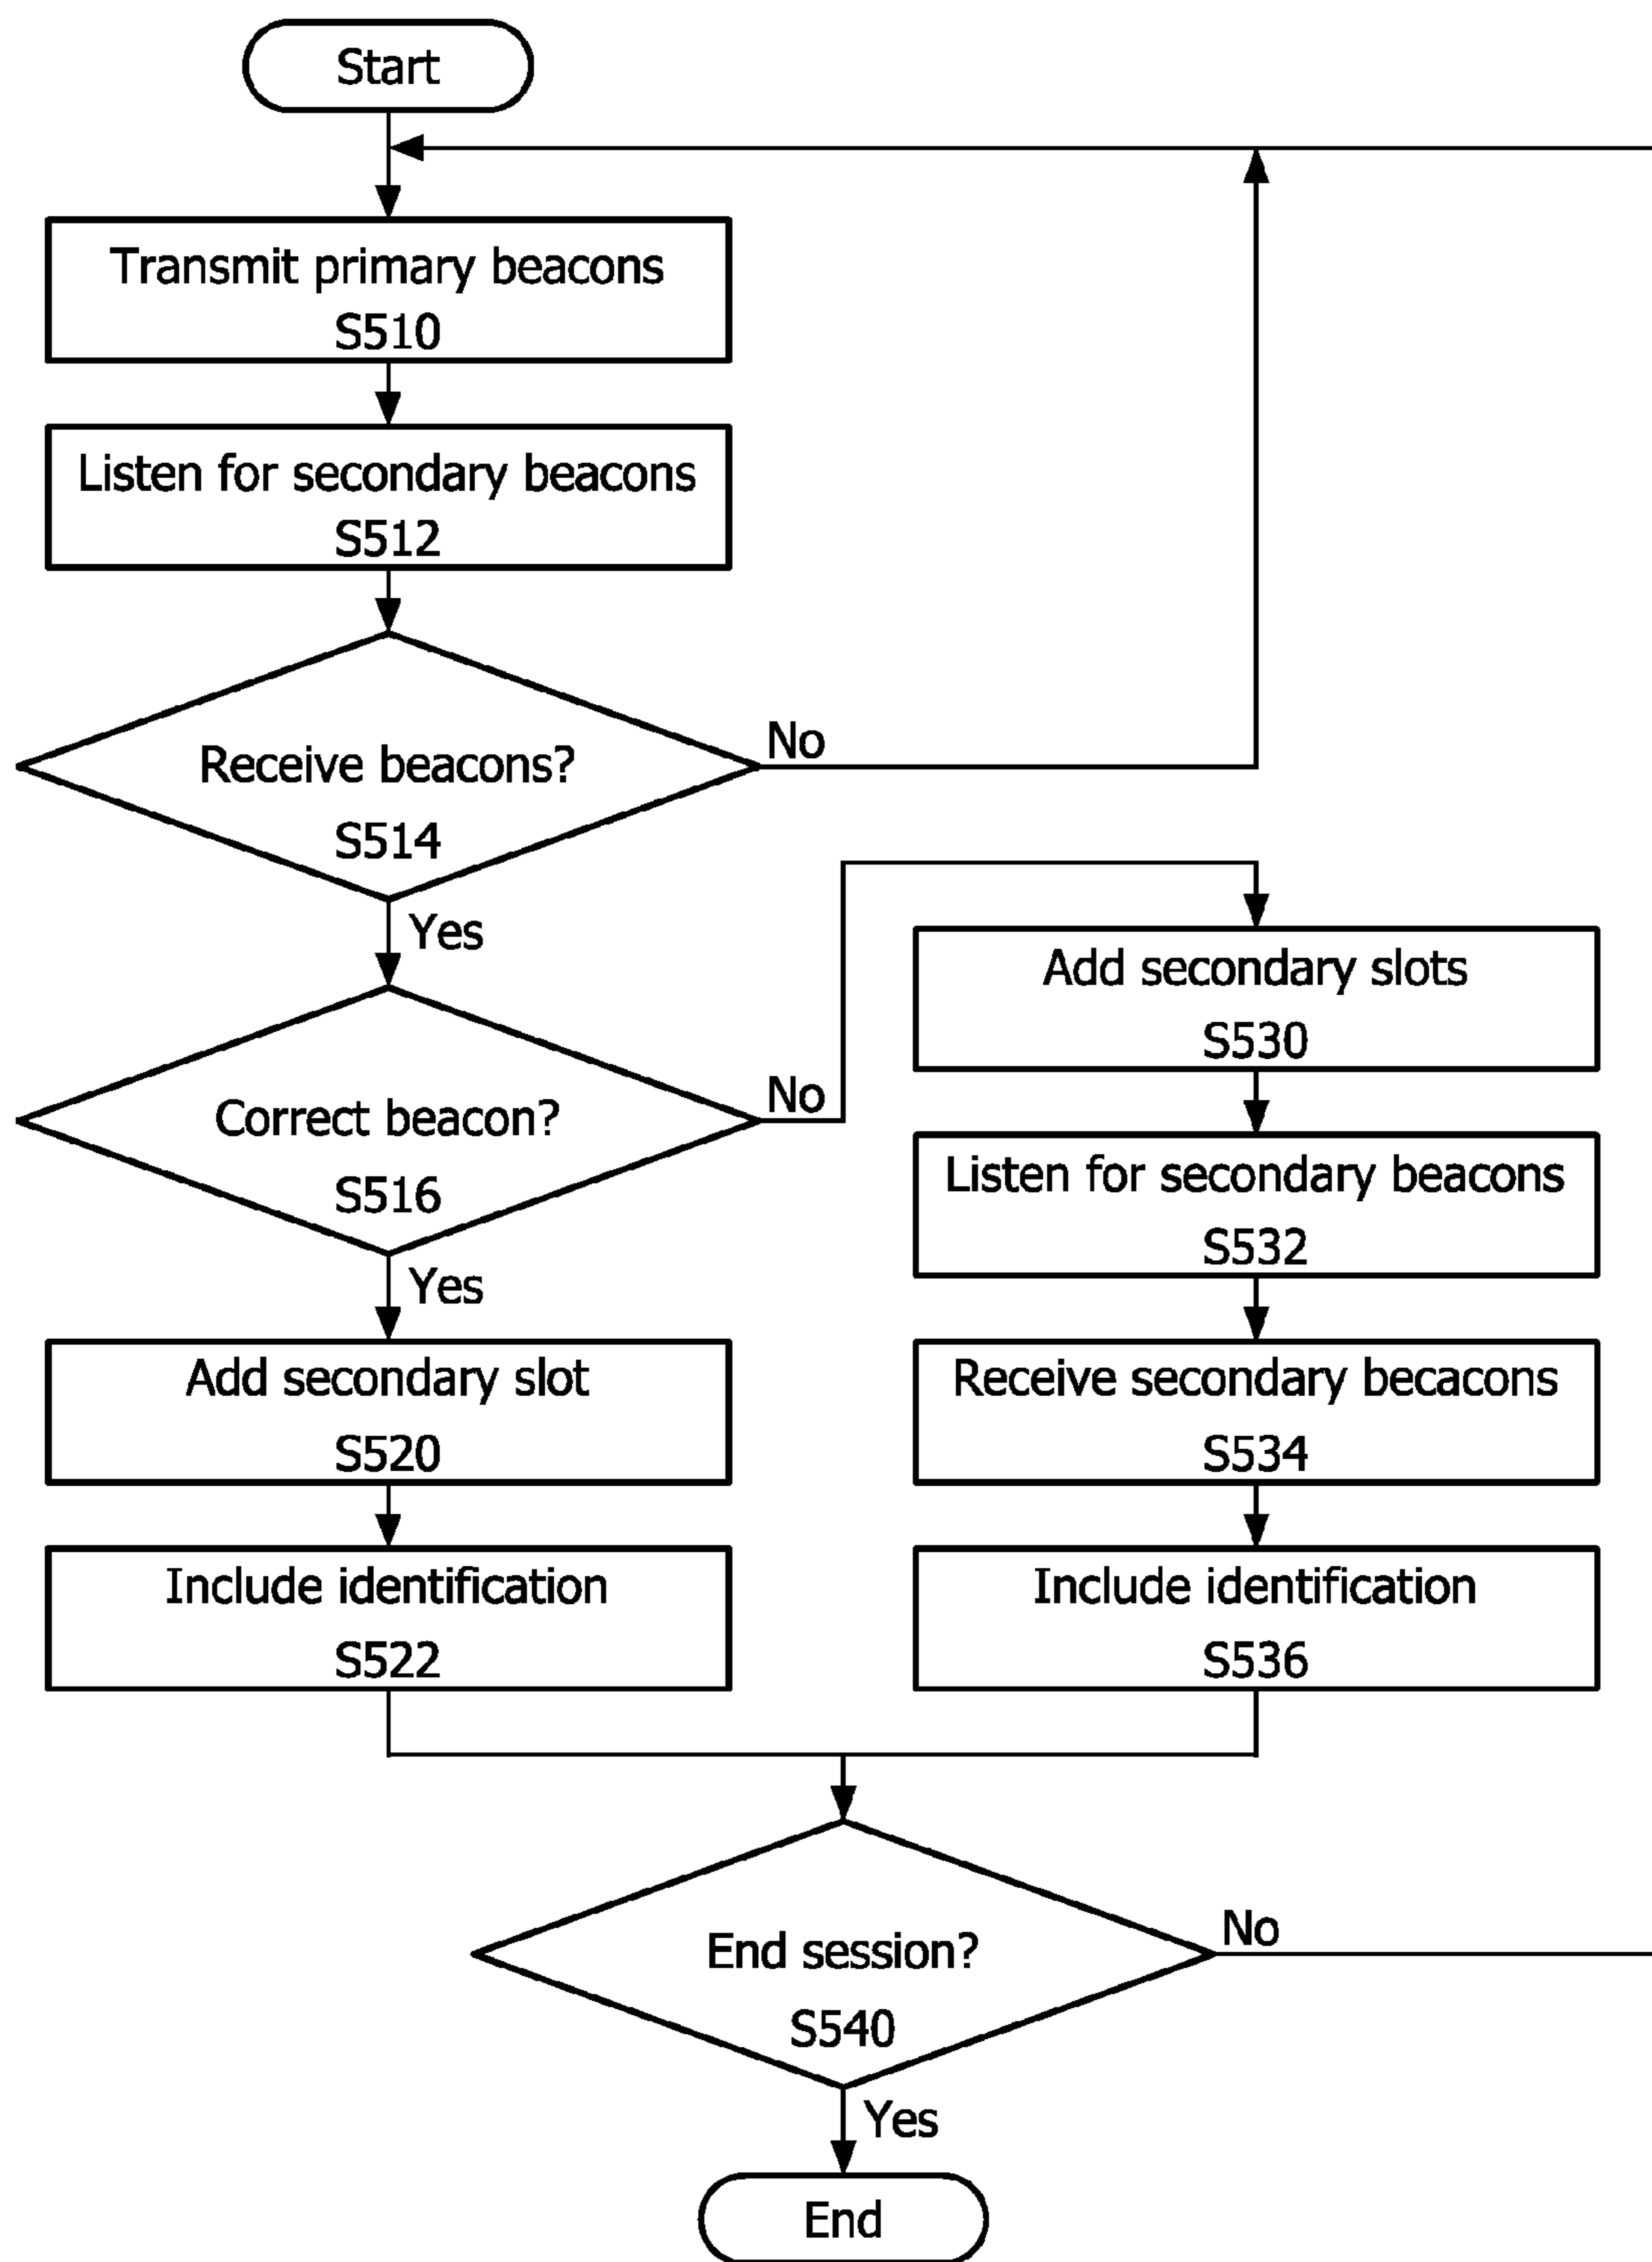 Start
Transmit primary beacons
S510
Listen for secondary beacons
S512
Receive beacons?
S514
No
Yes
Correct beacon?
S516
No
Yes
Add secondary slot
S520
Include identification
S522
Add secondary slots
S530
Listen for secondary beacons
S532
Receive secondary becacons
S534
Include identification
S536
End session?
S540
No
Yes
End